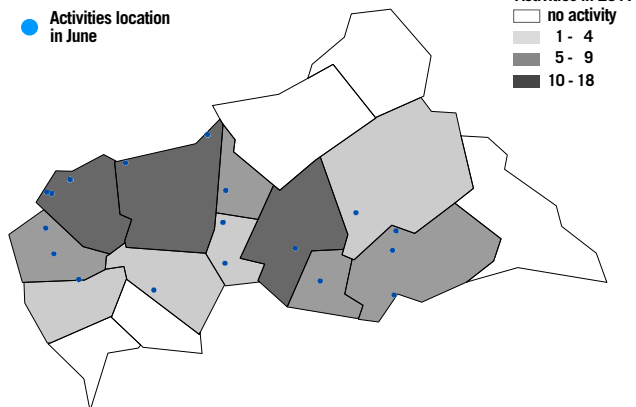 Activities location
in June
no activity
1 - 4
5 - 9
10 - 18